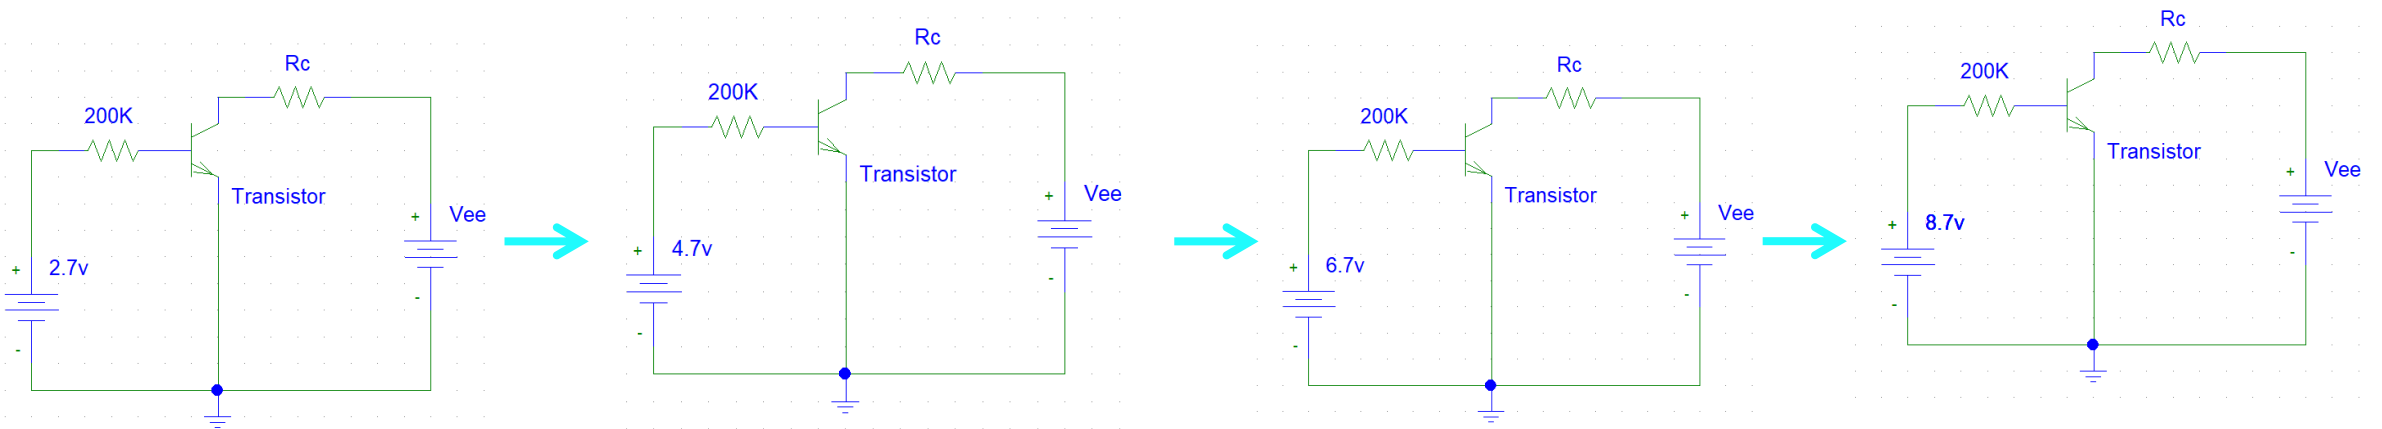 Rc
200K
Transistor
+ Vee
+ 2.7v
-
-
Rc
200K
Transistor
+ Vee
+ 4.7v
-
-
Rc
200K
Transistor
+ Vee
+ 6.7v
-
-
Rc
200K
Transistor
+ Vee
+ 8.7v
-
-